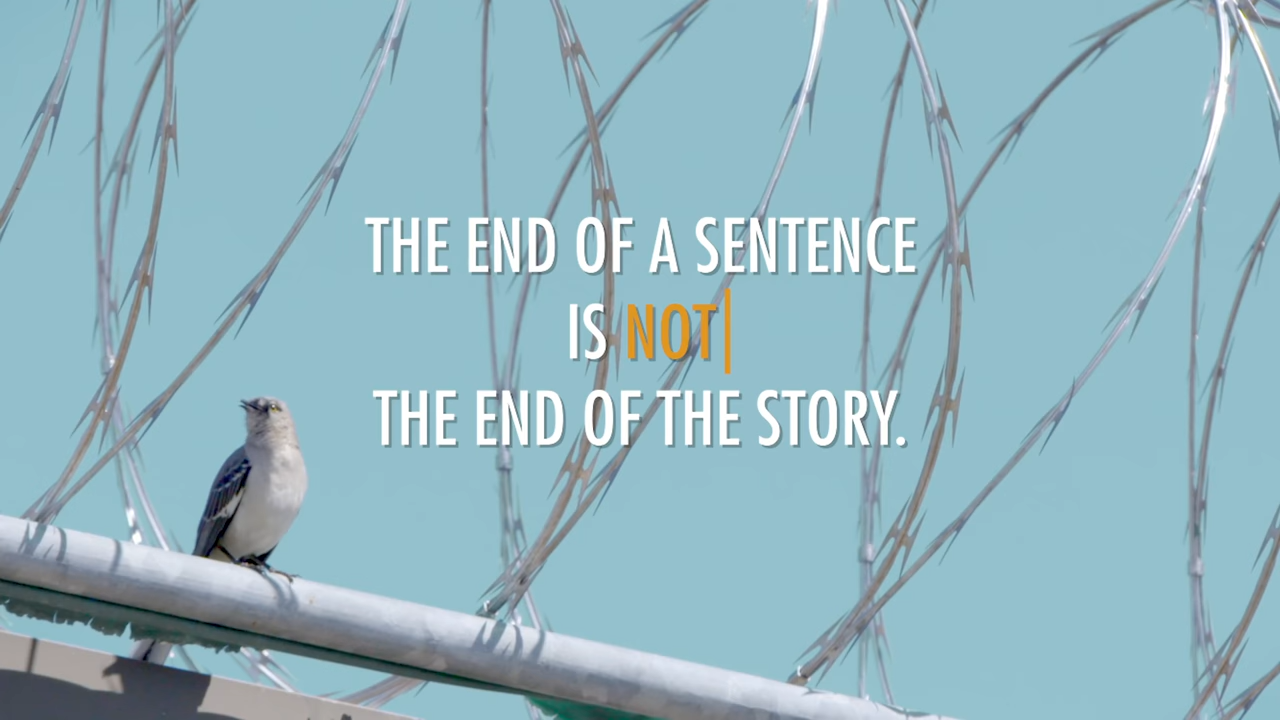 THE END OF A SENTENCE
IS NOT|
THE END OF THE STORY.